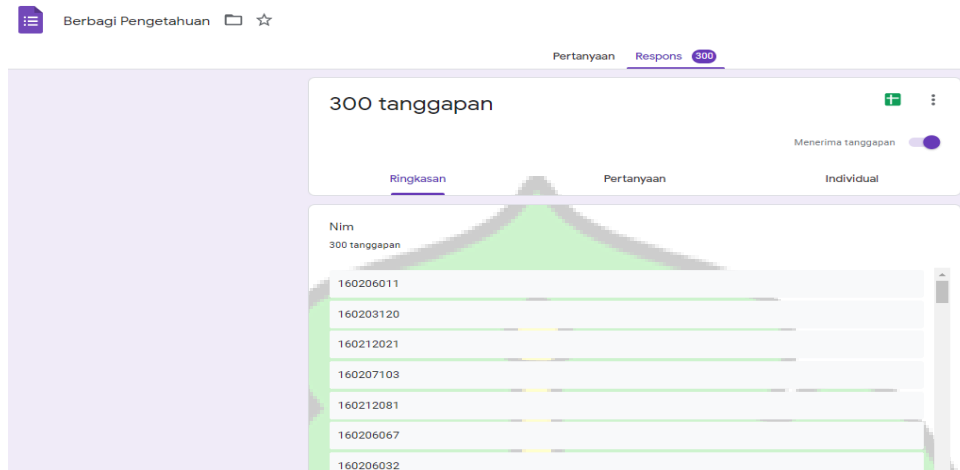 Berbagi Pengetahuan
Pertanyaan Respons 300
300 tanggapan
Menerima tanggapan
Ringkasan Pertanyaan Individual
Nim
300 tanggapan
160206011
160203120
160212021
160207103
160212081
160206067
160206032